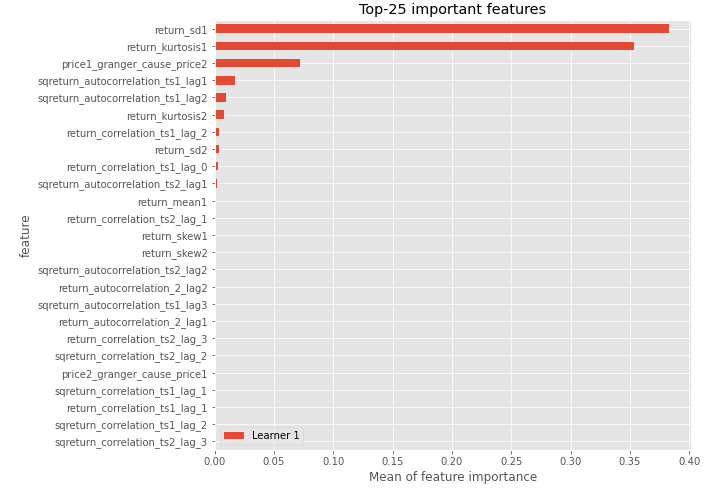 Top-25 important features
return_sd1
return_kurtosis1
price1_granger_cause_price2
sqreturn_autocorrelation_ts1_lag1
sqreturn_autocorrelation_ts1_lag2
return_kurtosis2
return_correlation_ts1_lag_2
return_sd2
return_correlation_ts1_lag_0
sqreturn_autocorrelation_ts2_lag1
return_mean1
return_correlation_ts2_lag_1
return_skew1
return_skew2
sqreturn_autocorrelation_ts2_lag2
return_autocorrelation_2_lag2
sqreturn_autocorrelation_ts1_lag3
return_autocorrelation_2_lag1
return_correlation_ts2_lag_3
sqreturn_correlation_ts2_lag_2
price2_granger_cause_price1
sqreturn_correlation_ts1_lag_1
return_correlation_ts1_lag_1
sqreturn_correlation_ts1_lag_2
sqreturn_correlation_ts2_lag_3
feature
Learner 1
0.00 0.05 0.10 0.15 0.20 0.25 0.30 0.35 0.40
Mean of feature importance